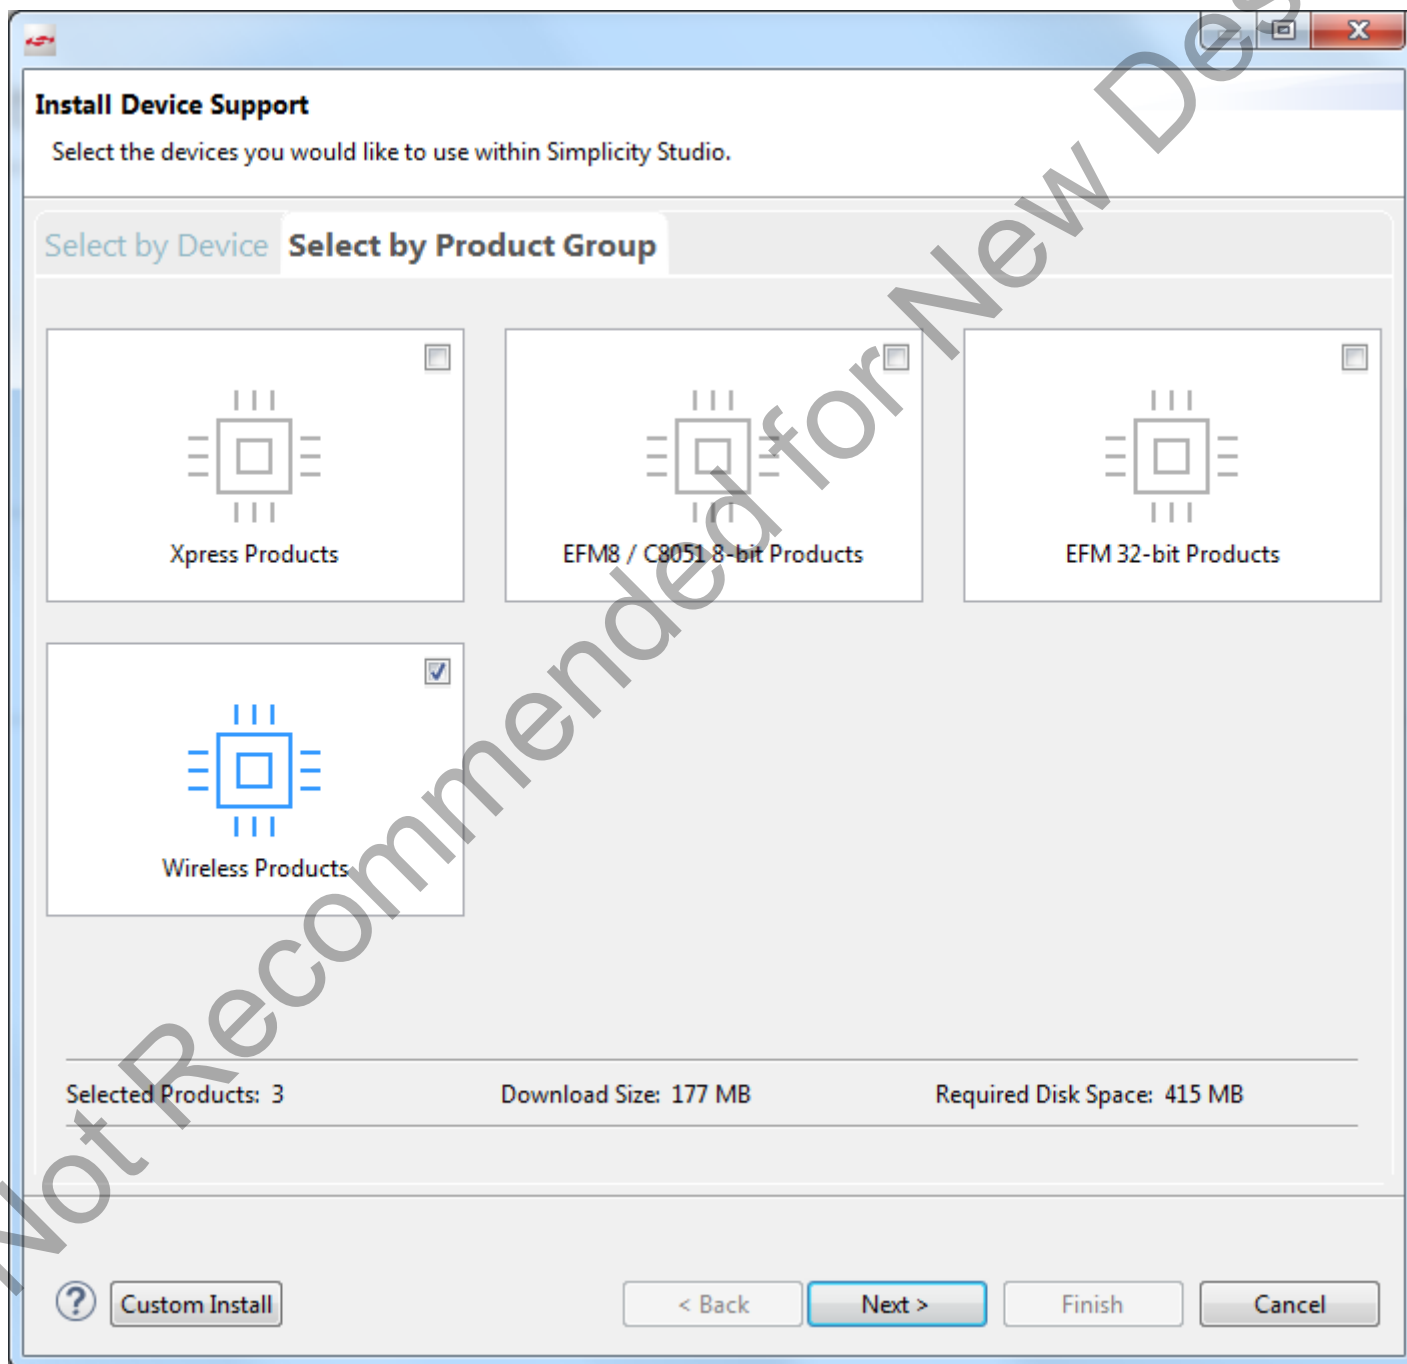 Install Device Support
Select the devices you would like to use within Simplicity Studio.
Select by Device
Select by Product Group
Xpress Products
EFM8 / C8051 8-bit Products
EFM 32-bit Products
Wireless Products
Selected Products: 3
Download Size: 177 MB
Required Disk Space: 415 MB
?
Custom Install
< Back
Next >
Finish
Cancel
Not Recommended for New